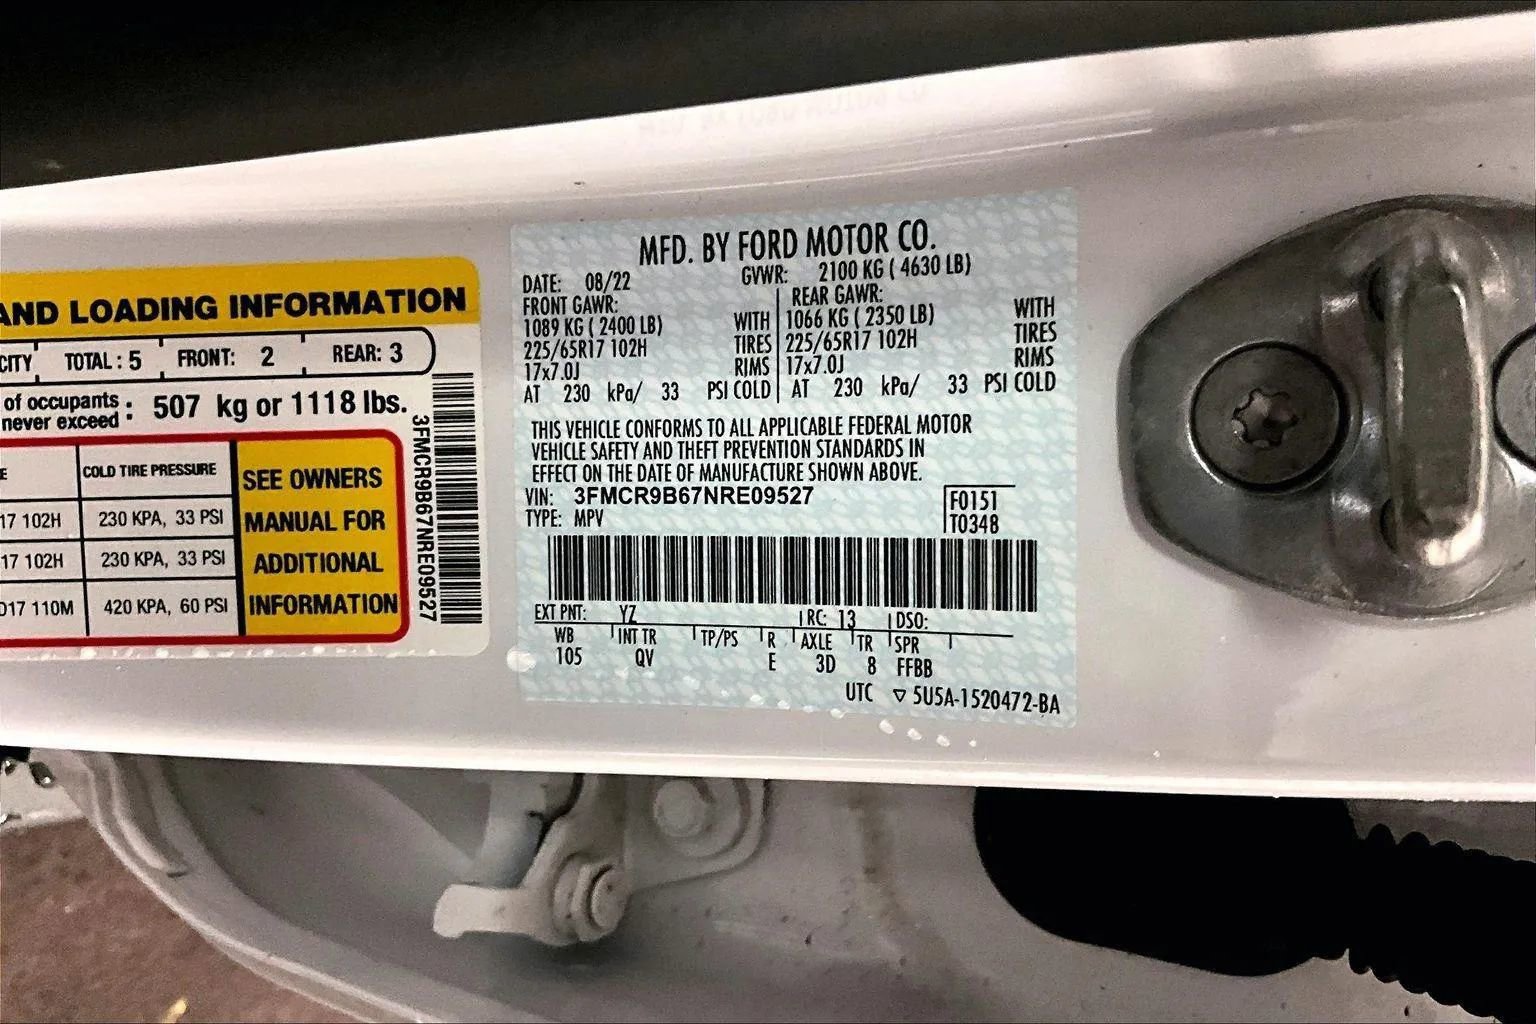 AND LOADING INFORMATION
CITY TOTAL : 5 FRONT: 2 REAR: 3
of occupants
never exceed : 507 kg or 1118 lbs.
E COLD TIRE PRESSURE
17 102H 230 KPA, 33 PSI
17 102H 230 KPA, 33 PSI
D17 110M 420 KPA, 60 PSI
SEE OWNERS
MANUAL FOR
ADDITIONAL
INFORMATION
3FMCR9B67NRE09527
MFD. BY FORD MOTOR CO.
DATE: 08/22 GVWR: 2100 KG ( 4630 LB)
FRONT GAWR: REAR GAWR:
1089 KG ( 2400 LB) WITH 1066 KG ( 2350 LB) WITH
225/65R17 102H TIRES 225/65R17 102H TIRES
17x7.0J RIMS 17x7.0J RIMS
AT 230 kPa/ 33 PSI COLD AT 230 kPa/ 33 PSI COLD
THIS VEHICLE CONFORMS TO ALL APPLICABLE FEDERAL MOTOR
VEHICLE SAFETY AND THEFT PREVENTION STANDARDS IN
EFFECT ON THE DATE OF MANUFACTURE SHOWN ABOVE.
VIN: 3FMCR9B67NRE09527 F0151
TYPE: MPV T0348
EXT PNT: YZ RC: 13 DSO:
WB INT TR TP/PS R AXLE TR SPR
105 QV E 3D 8 FFBB
UTC ▽ 5U5A-1520472-BA